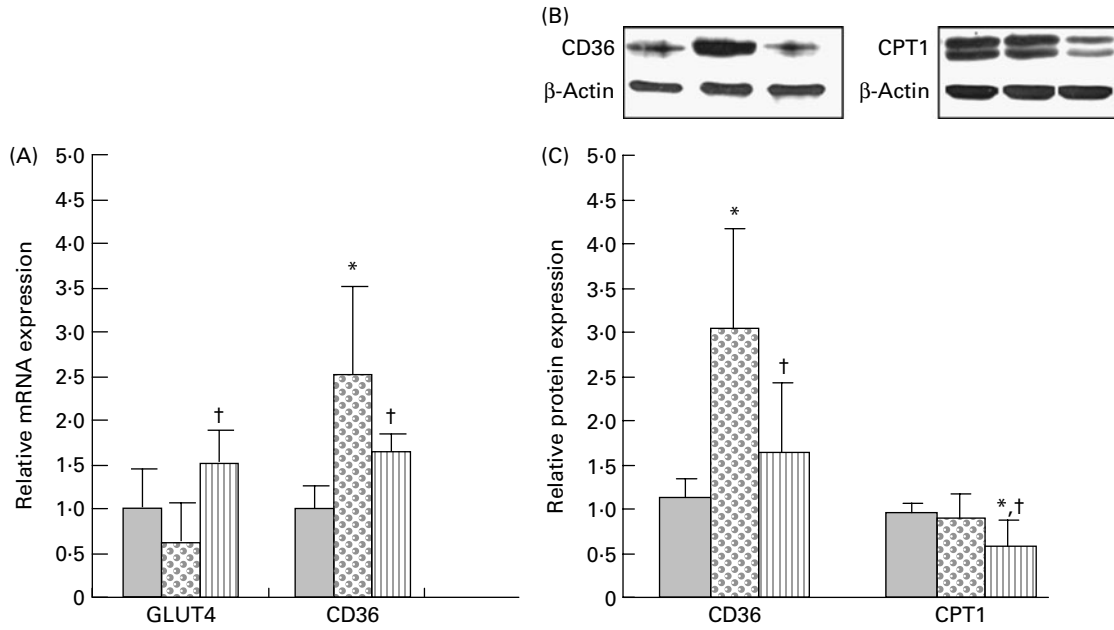 (B)
CD36
β-Actin
CPT1
β-Actin
(A)
Relative mRNA expression
5·0
4·5
4·0
3·5
3·0
2·5
2·0
1·5
1·0
0·5
0
†
*
†
GLUT4
CD36
(C)
Relative protein expression
5·0
4·5
4·0
3·5
3·0
2·5
2·0
1·5
1·0
0·5
0
*
†
*,†
CD36
CPT1